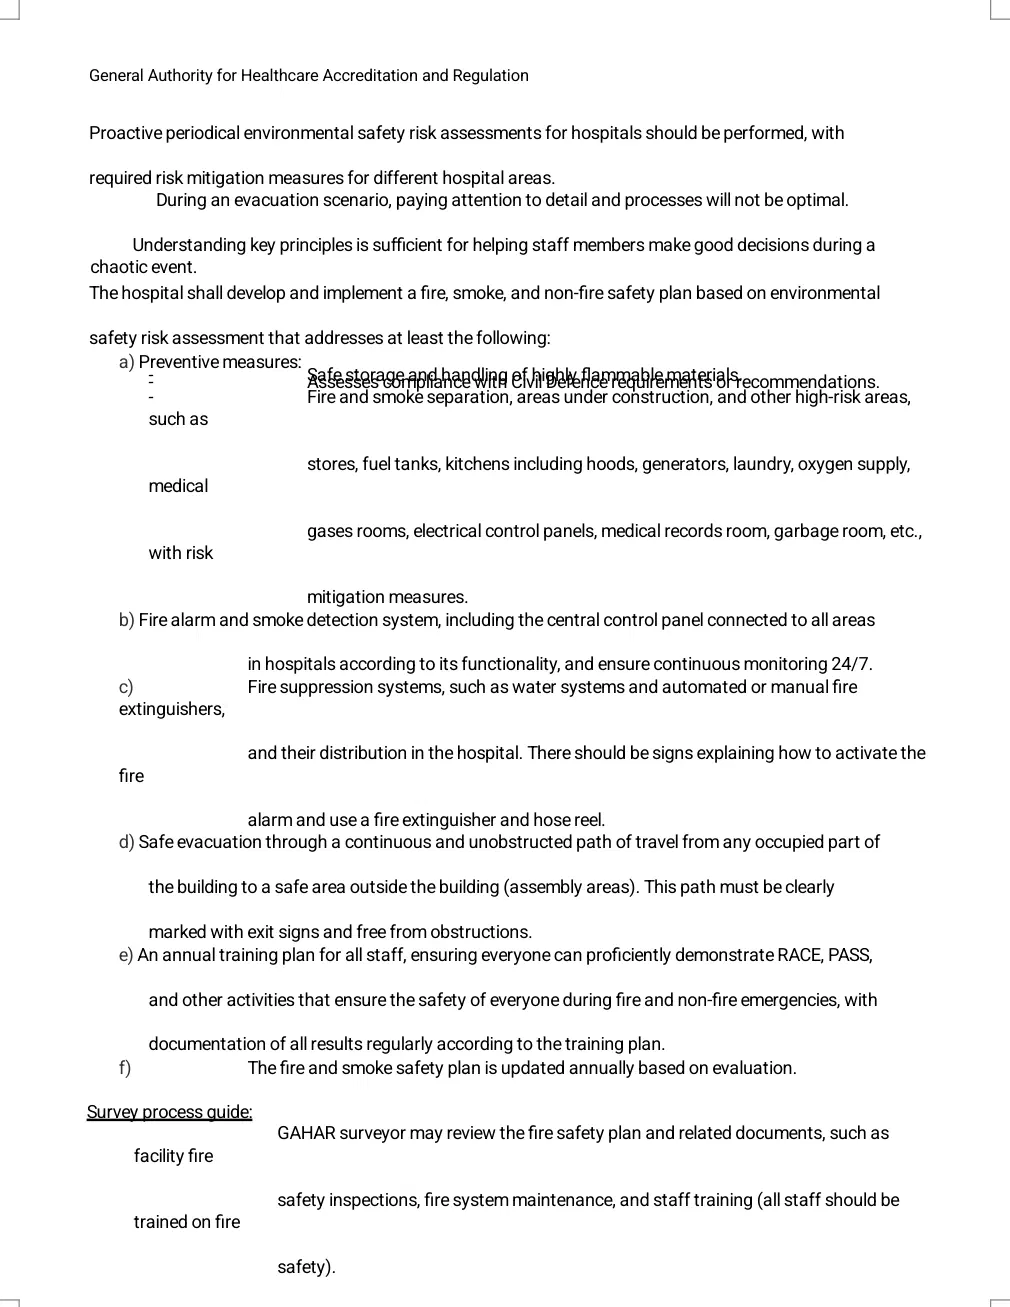 General Authority for Healthcare Accreditation and Regulation
Proactive periodical environmental safety risk assessments for hospitals should be performed, with
required risk mitigation measures for different hospital areas.
During an evacuation scenario, paying attention to detail and processes will not be optimal.
Understanding key principles is sufficient for helping staff members make good decisions during a
chaotic event.
The hospital shall develop and implement a fire, smoke, and non-fire safety plan based on environmental
safety risk assessment that addresses at least the following:
a) Preventive measures:
- Safe storage and handling of highly flammable materials.
- Assesses compliance with Civil Defence requirements or recommendations.
- Fire and smoke separation, areas under construction, and other high-risk areas,
such as
stores, fuel tanks, kitchens including hoods, generators, laundry, oxygen supply,
medical
gases rooms, electrical control panels, medical records room, garbage room, etc.,
with risk
mitigation measures.
b) Fire alarm and smoke detection system, including the central control panel connected to all areas
in hospitals according to its functionality, and ensure continuous monitoring 24/7.
c) Fire suppression systems, such as water systems and automated or manual fire
extinguishers,
and their distribution in the hospital. There should be signs explaining how to activate the
fire
alarm and use a fire extinguisher and hose reel.
d) Safe evacuation through a continuous and unobstructed path of travel from any occupied part of
the building to a safe area outside the building (assembly areas). This path must be clearly
marked with exit signs and free from obstructions.
e) An annual training plan for all staff, ensuring everyone can proficiently demonstrate RACE, PASS,
and other activities that ensure the safety of everyone during fire and non-fire emergencies, with
documentation of all results regularly according to the training plan.
f) The fire and smoke safety plan is updated annually based on evaluation.
Survey process guide:
GAHAR surveyor may review the fire safety plan and related documents, such as
facility fire
safety inspections, fire system maintenance, and staff training (all staff should be
trained on fire
safety).